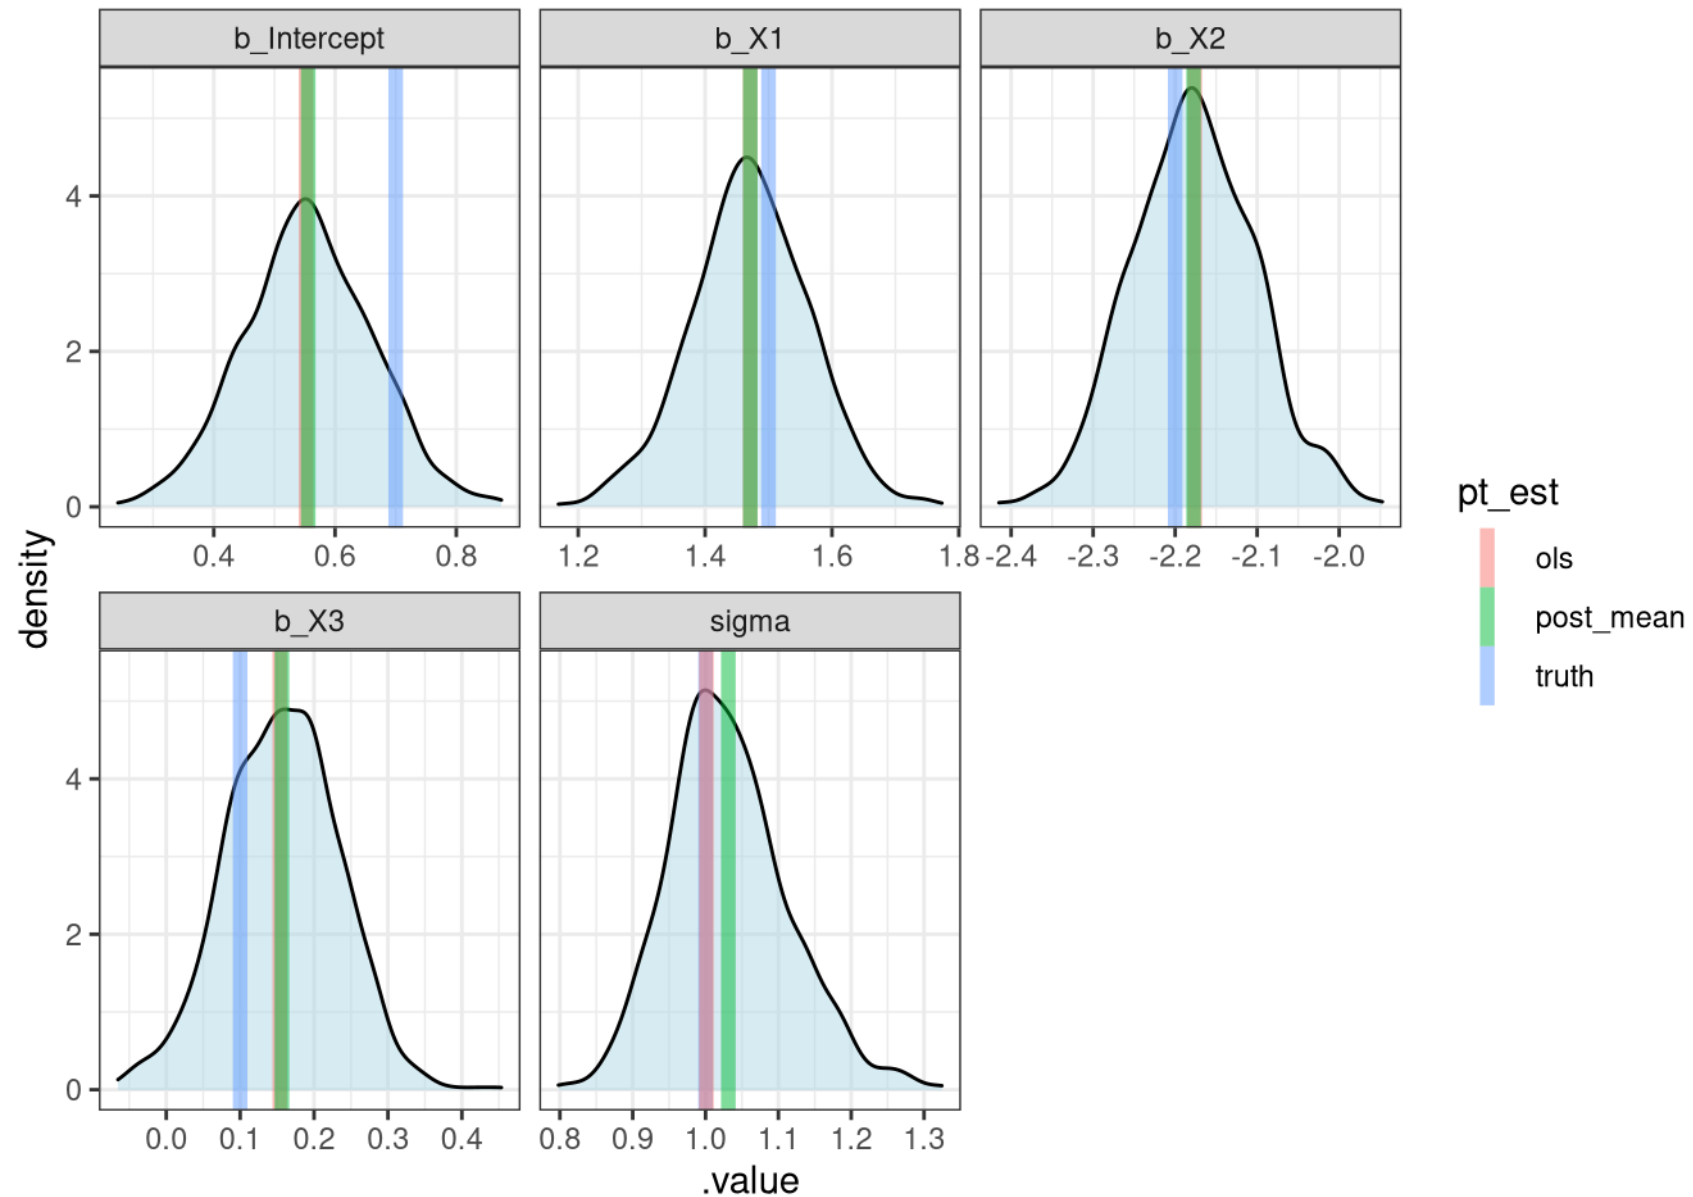 b_Intercept b_X1 b_X2
4
2
0
0.4 0.6 0.8 1.2 1.4 1.6 1.8 -2.4 -2.3 -2.2 -2.1 -2.0
density
b_X3 sigma
4
2
0
0.0 0.1 0.2 0.3 0.4 0.8 0.9 1.0 1.1 1.2 1.3
.value
pt_est
ols
post_mean
truth